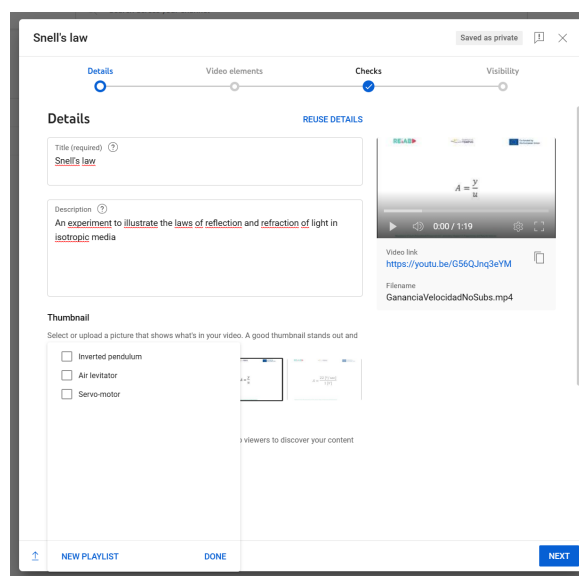 Snell's law
Saved as private
Details
Video elements
Checks
Visibility
Details
REUSE DETAILS
Title (required)
Snell's law
Description
An experiment to illustrate the laws of reflection and refraction of light in
isotropic media
A = y/u
0:00 / 1:19
Video link
https://youtu.be/G56QJnq3eYM
Filename
GananciaVelocidadNoSubs.mp4
Thumbnail
Select or upload a picture that shows what's in your video. A good thumbnail stands out and
Inverted pendulum
Air levitator
Servo-motor
viewers to discover your content
NEW PLAYLIST
DONE
NEXT